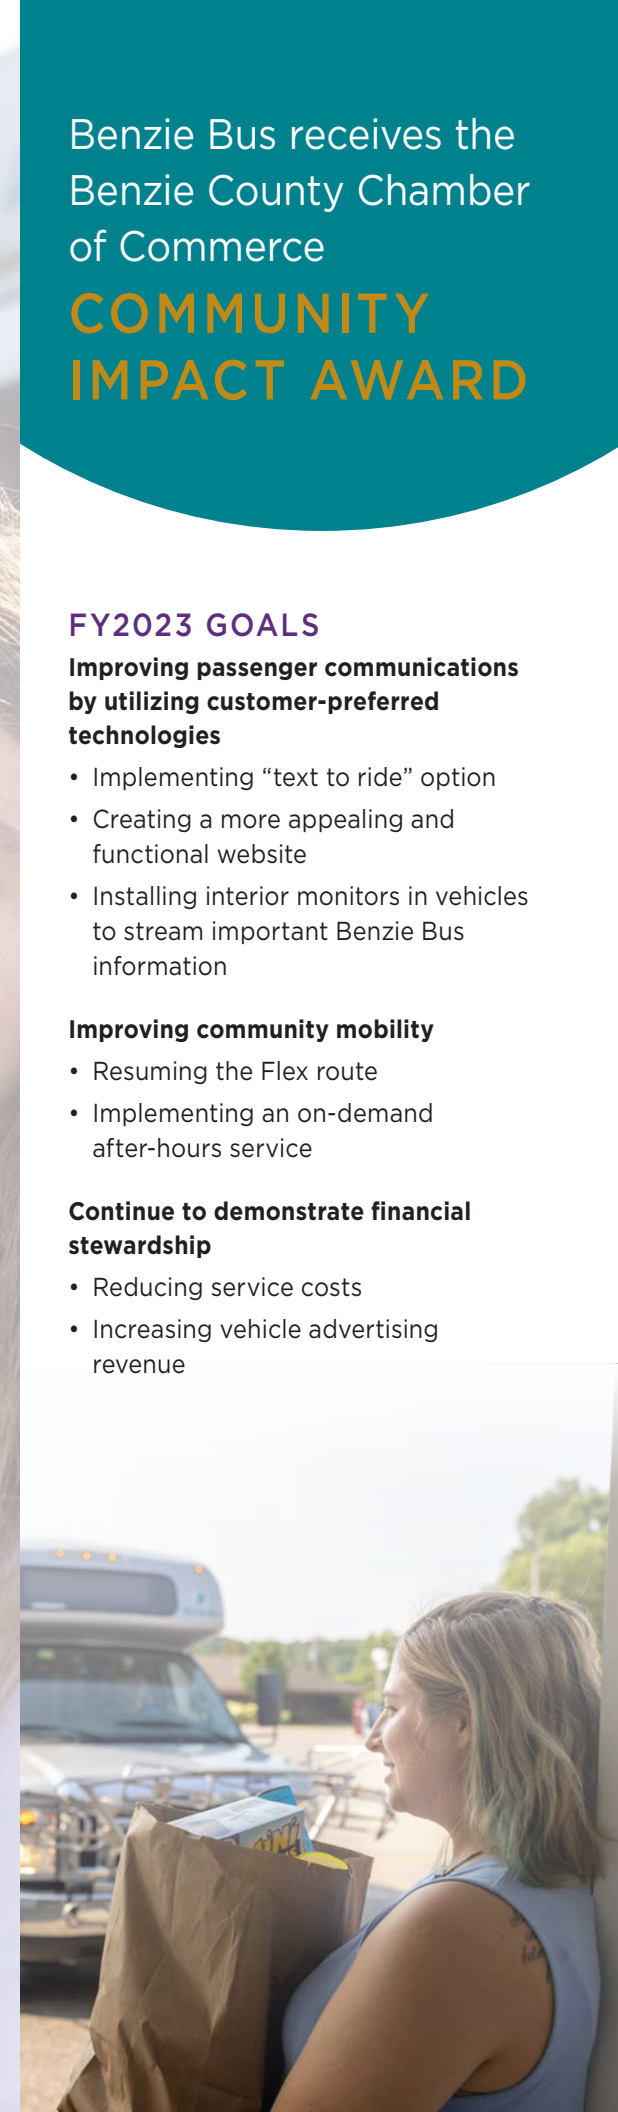 Benzie Bus receives the
Benzie County Chamber
of Commerce
COMMUNITY
IMPACT AWARD
FY2023 GOALS
Improving passenger communications
by utilizing customer-preferred
technologies
• Implementing “text to ride” option
• Creating a more appealing and
functional website
• Installing interior monitors in vehicles
to stream important Benzie Bus
information
Improving community mobility
• Resuming the Flex route
• Implementing an on-demand
after-hours service
Continue to demonstrate financial
stewardship
• Reducing service costs
• Increasing vehicle advertising
revenue